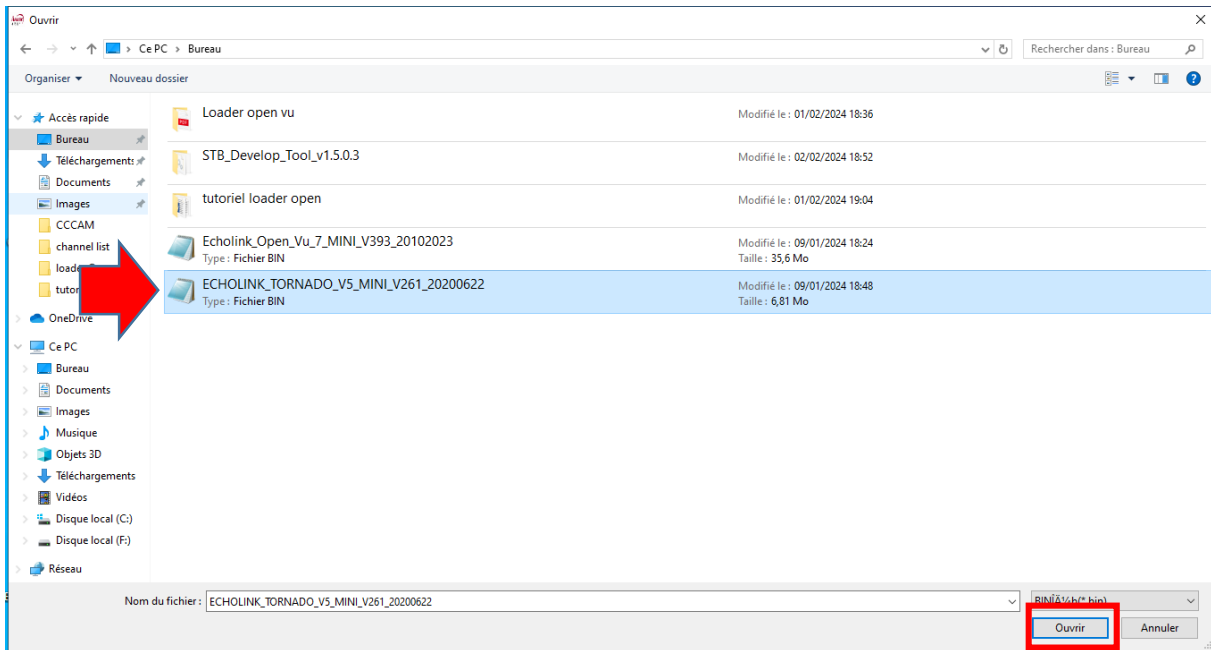 Ouvrir
Ce PC > Bureau
Rechercher dans : Bureau
Organiser
Nouveau dossier
Accès rapide
Bureau
Téléchargements
Documents
Images
CCCAM
channel list
OneDrive
Ce PC
Bureau
Documents
Images
Musique
Objets 3D
Téléchargements
Vidéos
Disque local (C:)
Disque local (F:)
Réseau
Loader open vu
Modifié le : 01/02/2024 18:36
STB_Develop_Tool_v1.5.0.3
Modifié le : 02/02/2024 18:52
tutoriel loader open
Modifié le : 01/02/2024 19:04
Echolink_Open_Vu_7_MINI_V393_20102023
Type : Fichier BIN
Modifié le : 09/01/2024 18:24
Taille : 35,6 Mo
ECHOLINK_TORNADO_V5_MINI_V261_20200622
Type : Fichier BIN
Modifié le : 09/01/2024 18:48
Taille : 6,81 Mo
Nom du fichier : ECHOLINK_TORNADO_V5_MINI_V261_20200622
Ouvrir
Annuler